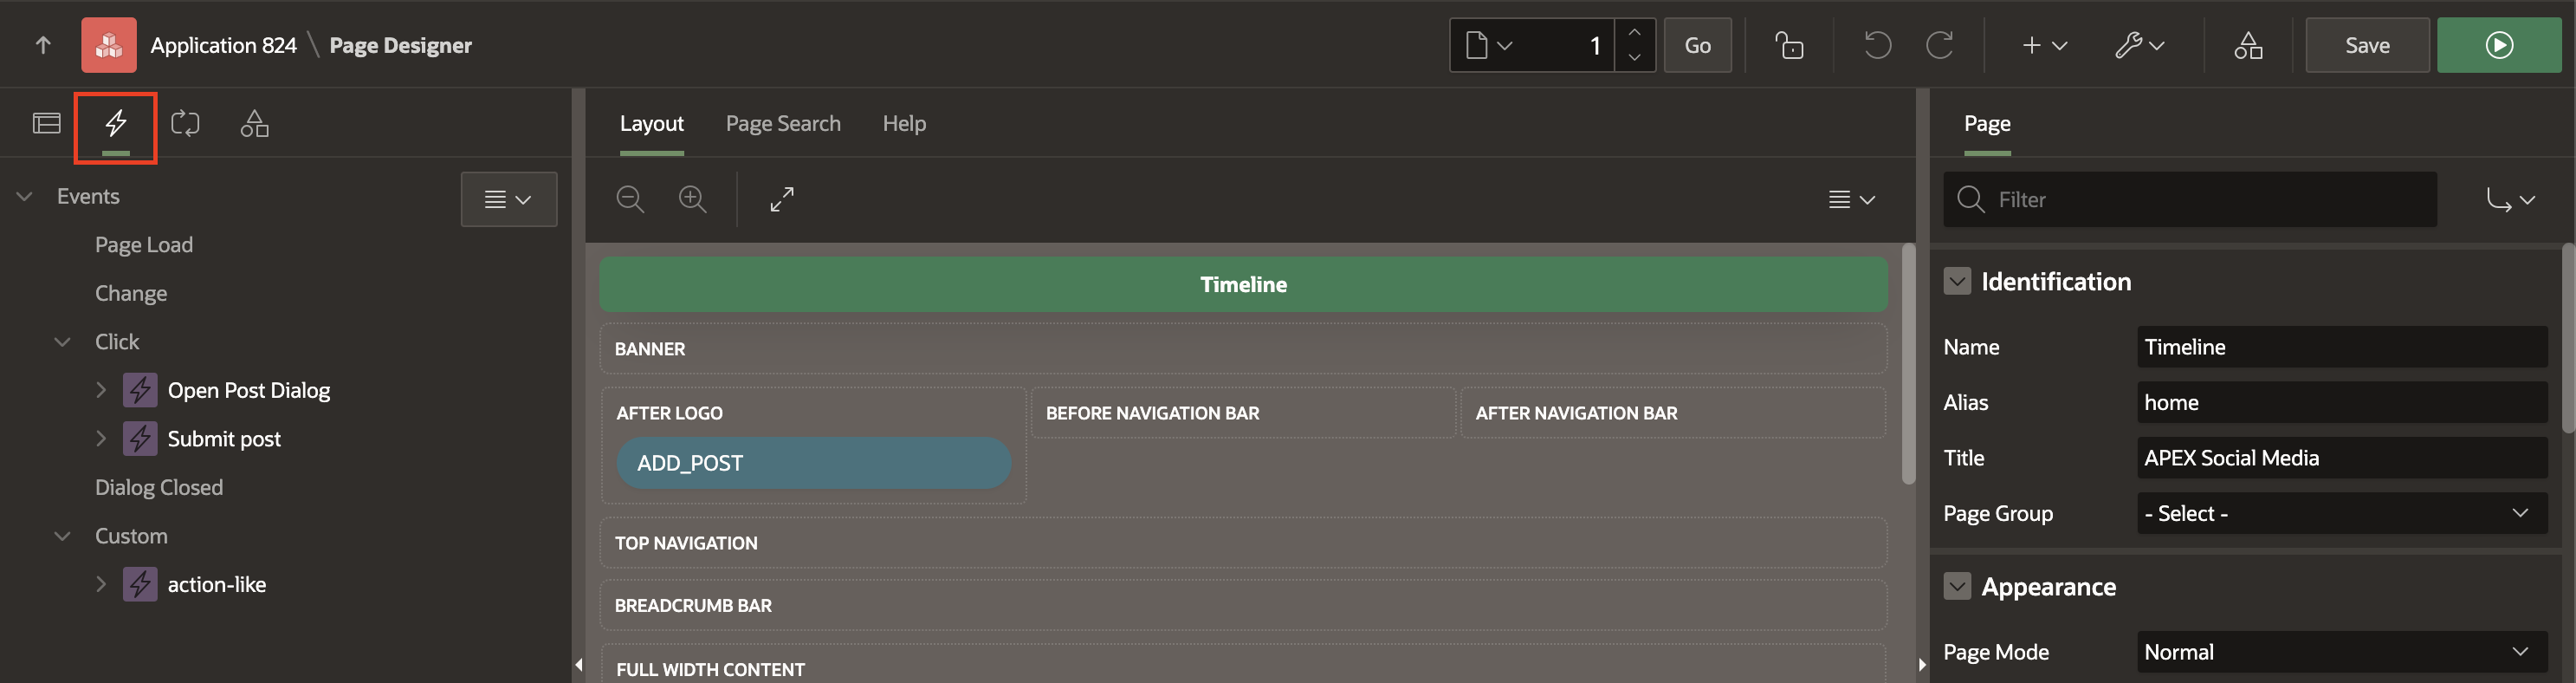 Application 824 \ Page Designer
1
Go
Save
Events
Page Load
Change
Click
Open Post Dialog
Submit post
Dialog Closed
Custom
action-like
Layout
Page Search
Help
Timeline
BANNER
AFTER LOGO
BEFORE NAVIGATION BAR
AFTER NAVIGATION BAR
ADD_POST
TOP NAVIGATION
BREADCRUMB BAR
FULL WIDTH CONTENT
Page
Filter
Identification
Name Timeline
Alias home
Title APEX Social Media
Page Group - Select -
Appearance
Page Mode Normal